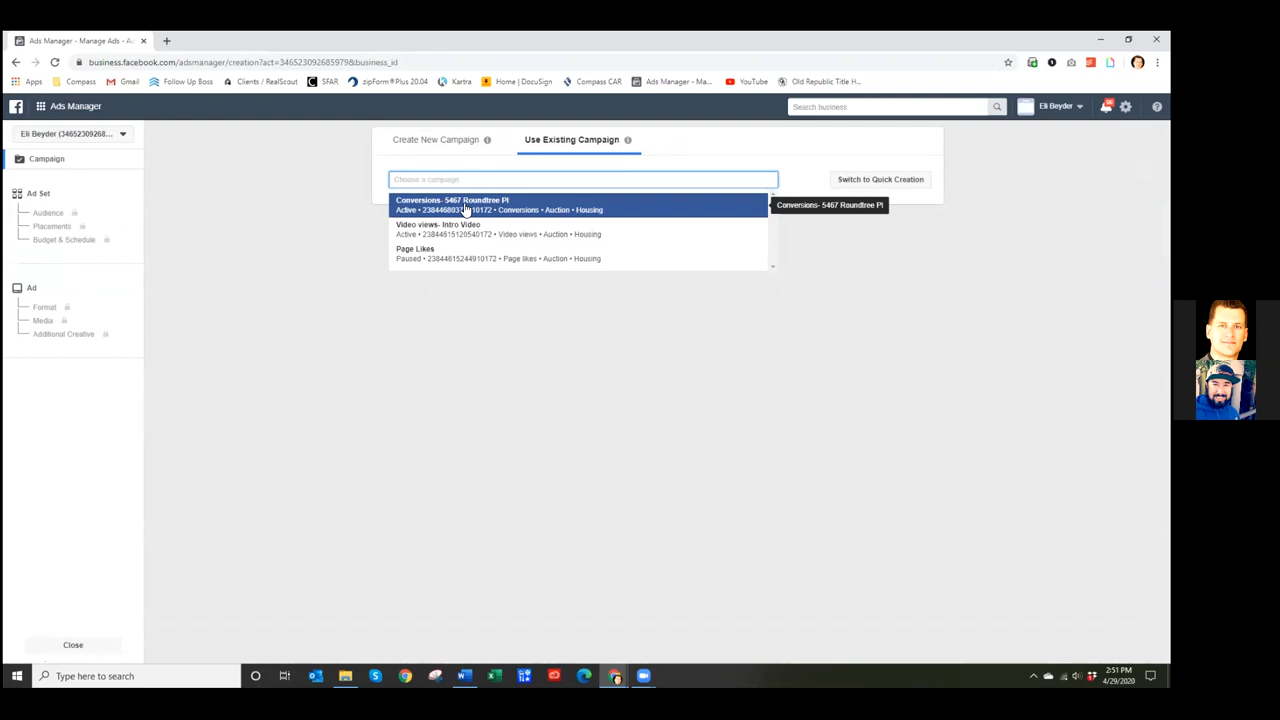 Ads Manager - Manage Ads - Ad
business.facebook.com/adsmanager/creation?act=346523092685979&business_id
Apps Compass Gmail Follow Up Boss Clients / RealScout SFAR zipForm®Plus 20.04 Kartra Home | DocuSign Compass CAR Ads Manager - Ma... YouTube Old Republic Title H...
Ads Manager
Search business
Eli Beyder
Eli Beyder (34652309268...
Create New Campaign
Use Existing Campaign
Campaign
Choose a campaign
Switch to Quick Creation
Conversions- 5467 Roundtree Pl
Active • Conversions • Auction • Housing
Conversions- 5467 Roundtree Pl
Video views- Intro Video
Active • 23844615120540172 • Video views • Auction • Housing
Page Likes
Paused • 23844615244910172 • Page likes • Auction • Housing
Ad Set
Audience
Placements
Budget & Schedule
Ad
Format
Media
Additional Creative
Close
Type here to search
2:51 PM
4/29/2020